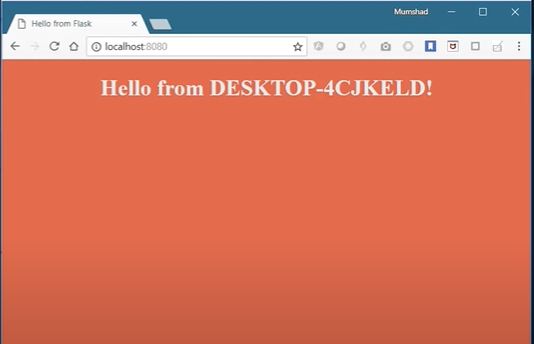 Mumshad
Hello from Flask
localhost:8080
Hello from DESKTOP-4CJKELD!